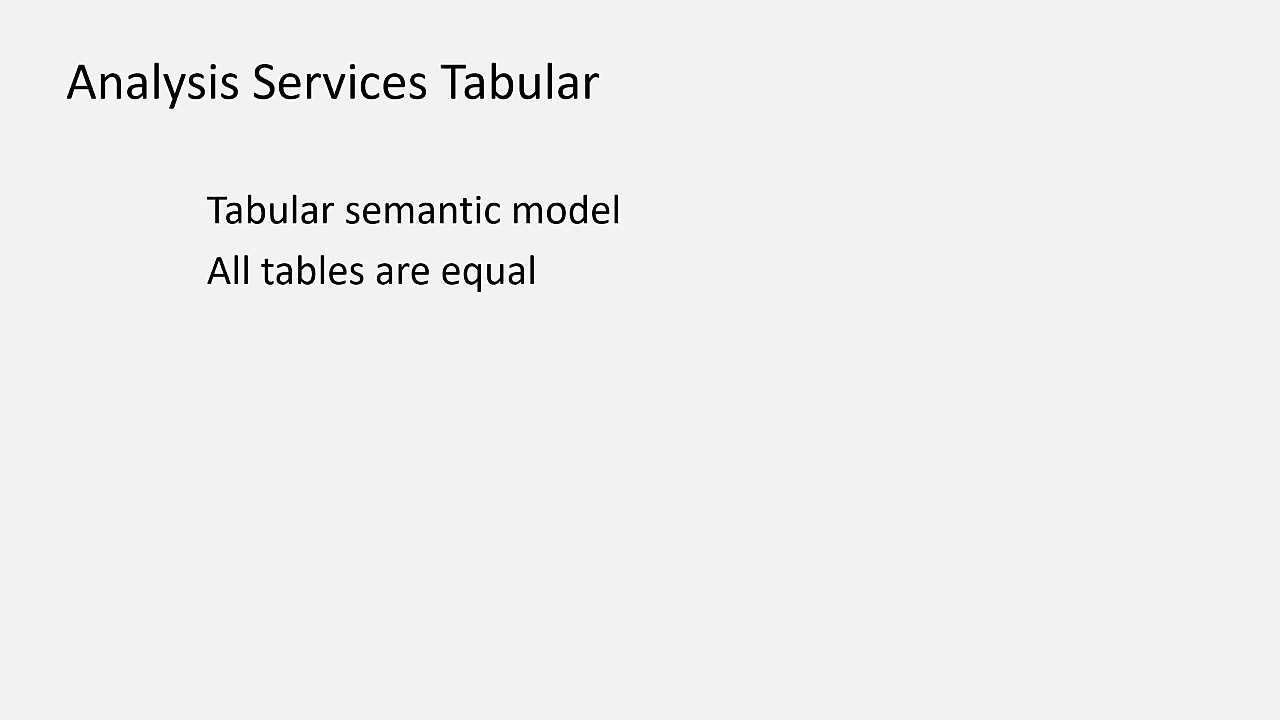 Analysis Services Tabular
Tabular semantic model
All tables are equal